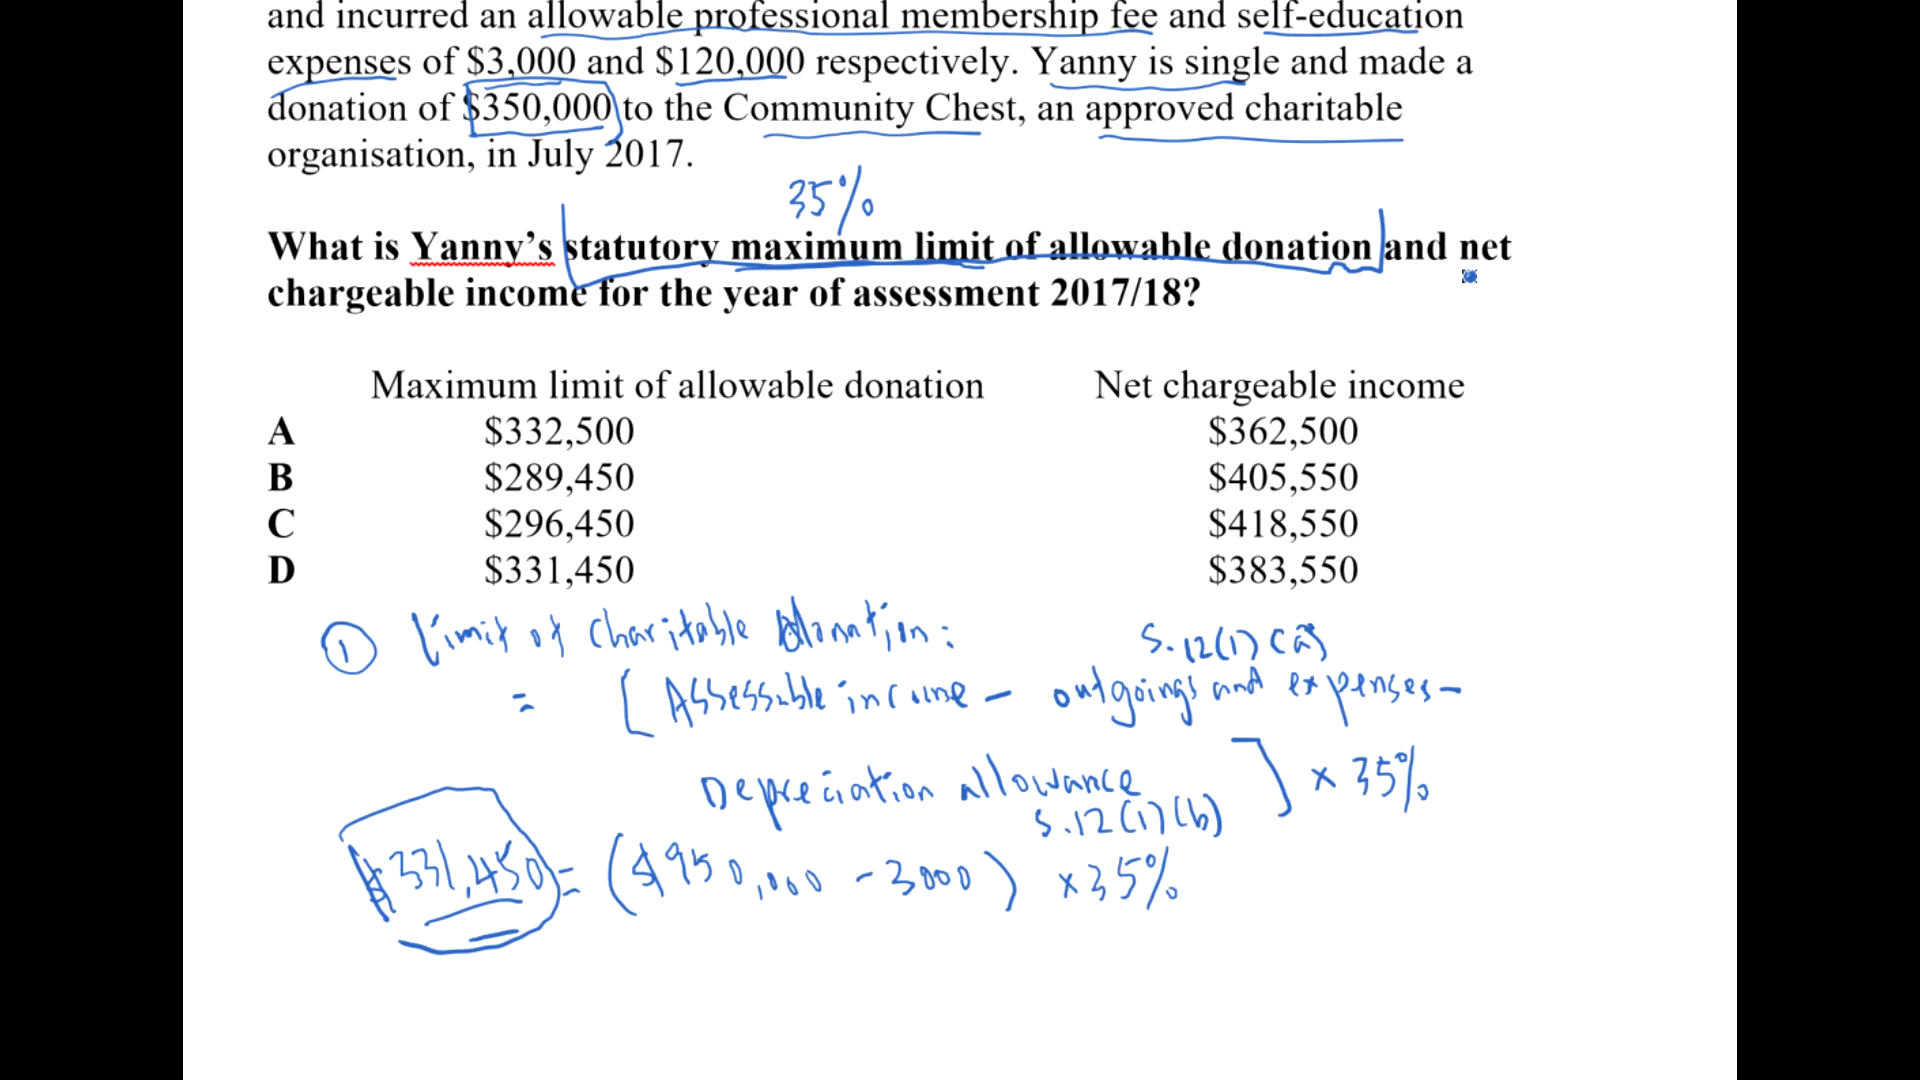 and incurred an allowable professional membership fee and self-education
expenses of $3,000 and $120,000 respectively. Yanny is single and made a
donation of $350,000 to the Community Chest, an approved charitable
organisation, in July 2017.
35%
What is Yanny’s statutory maximum limit of allowable donation and net
chargeable income for the year of assessment 2017/18?
Maximum limit of allowable donation Net chargeable income
A $332,500 $362,500
B $289,450 $405,550
C $296,450 $418,550
D $331,450 $383,550
① Limit of charitable donation:
S.12(1)(a)
= [Assessable income - outgoings and expenses -
Depreciation allowance ] x 35%
S.12(1)(b)
$331,450 = ($950,000 - 3000) x 35%